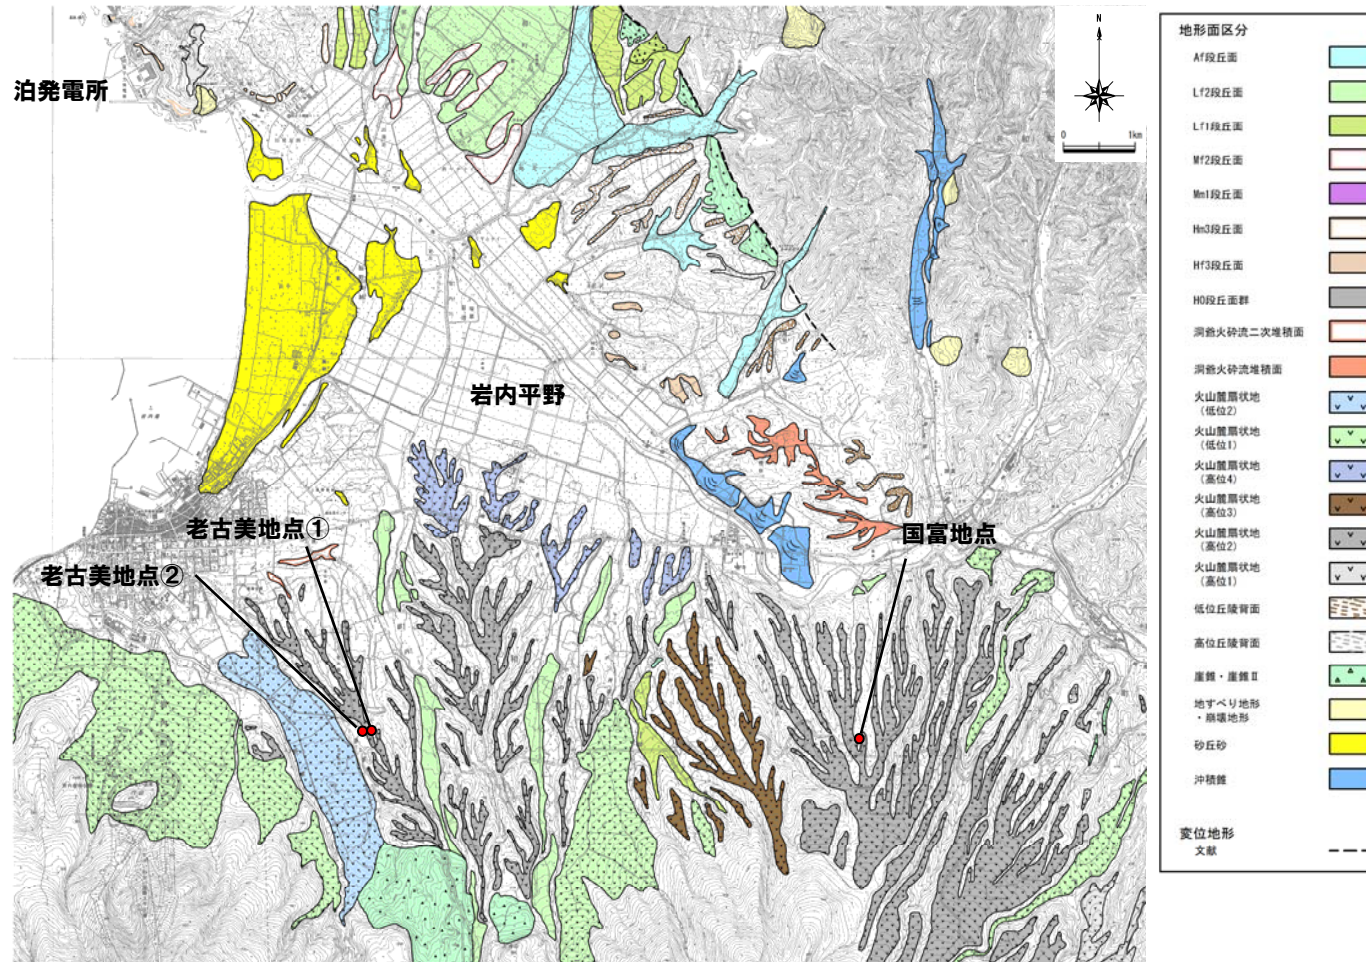 泊発電所
岩内平野
老古美地点①
老古美地点②
国富地点
N
0 1km
地形面区分
Af段丘面
Lf2段丘面
Lf1段丘面
Mf2段丘面
Mm1段丘面
Hm3段丘面
Hf3段丘面
H0段丘面群
洞爺火砕流二次堆積面
洞爺火砕流堆積面
火山麓扇状地
(低位2)
火山麓扇状地
(低位1)
火山麓扇状地
(高位4)
火山麓扇状地
(高位3)
火山麓扇状地
(高位2)
火山麓扇状地
(高位1)
低位丘陵背面
高位丘陵背面
崖錐・崖錐Ⅱ
地すべり地形
・崩壊地形
砂丘砂
沖積錐
変位地形
文献